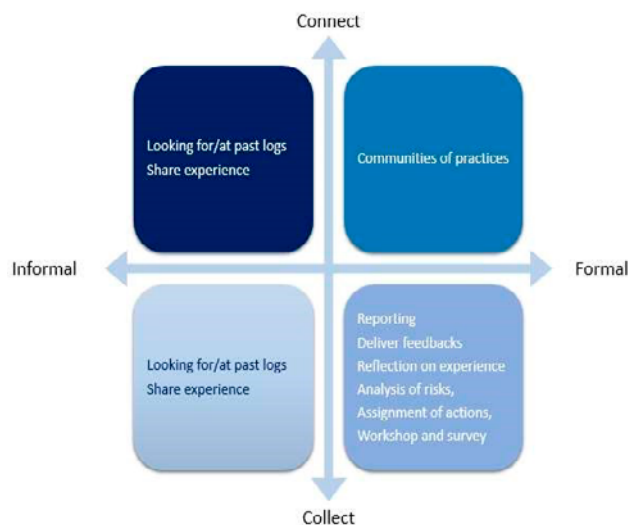 Connect
Looking for/at past logs
Share experience
Communities of practices
Informal
Formal
Looking for/at past logs
Share experience
Reporting
Deliver feedbacks
Reflection on experience
Analysis of risks,
Assignment of actions,
Workshop and survey
Collect